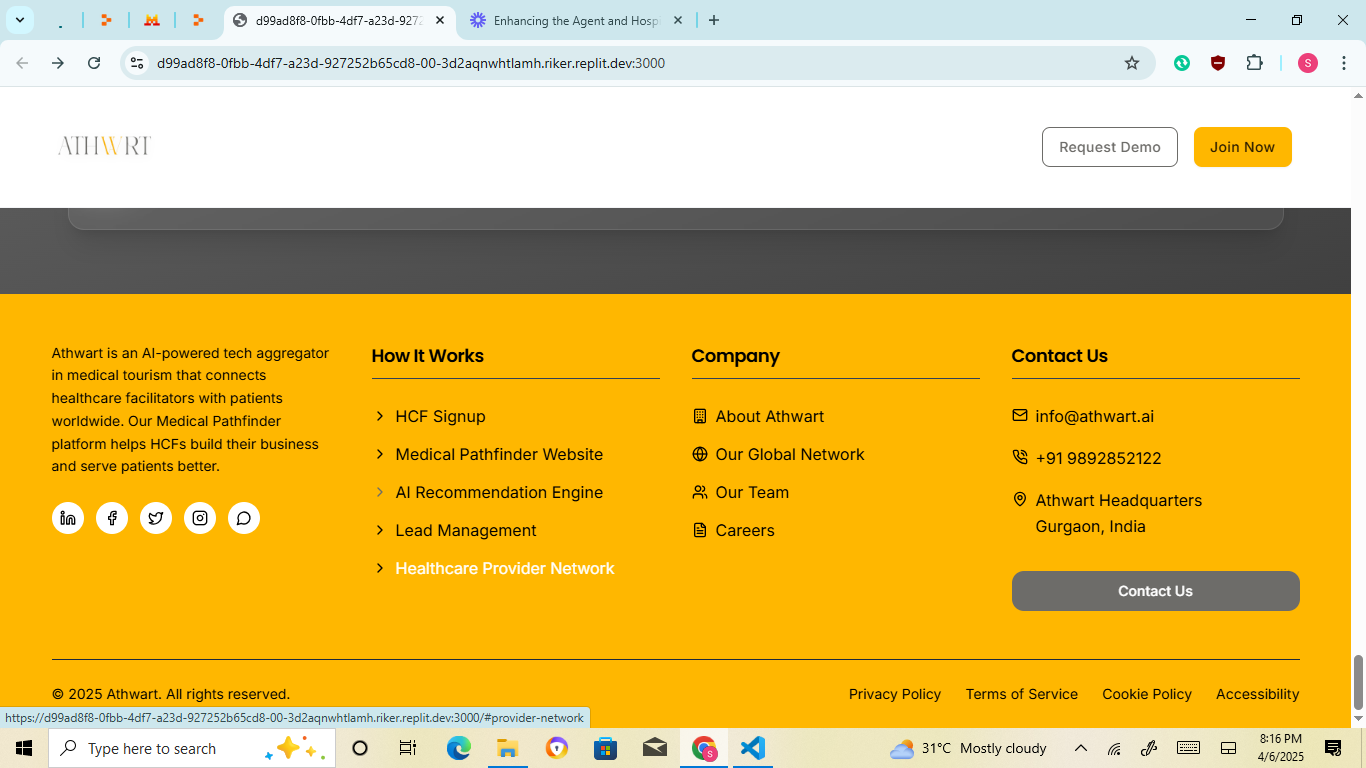 d99ad8f8-0fbb-4df7-a23d-927
Enhancing the Agent and Hosp
d99ad8f8-0fbb-4df7-a23d-927252b65cd8-00-3d2aqnwhtlamh.riker.replit.dev:3000
S
ATHWRT
Request Demo
Join Now
Athwart is an AI-powered tech aggregator
in medical tourism that connects
healthcare facilitators with patients
worldwide. Our Medical Pathfinder
platform helps HCFs build their business
and serve patients better.
How It Works
HCF Signup
Medical Pathfinder Website
AI Recommendation Engine
Lead Management
Healthcare Provider Network
Company
About Athwart
Our Global Network
Our Team
Careers
Contact Us
info@athwart.ai
+91 9892852122
Athwart Headquarters
Gurgaon, India
Contact Us
© 2025 Athwart. All rights reserved.
Privacy Policy
Terms of Service
Cookie Policy
Accessibility
https://d99ad8f8-0fbb-4df7-a23d-927252b65cd8-00-3d2aqnwhtlamh.riker.replit.dev:3000/#provider-network
Type here to search
S
31°C Mostly cloudy
8:16 PM
4/6/2025